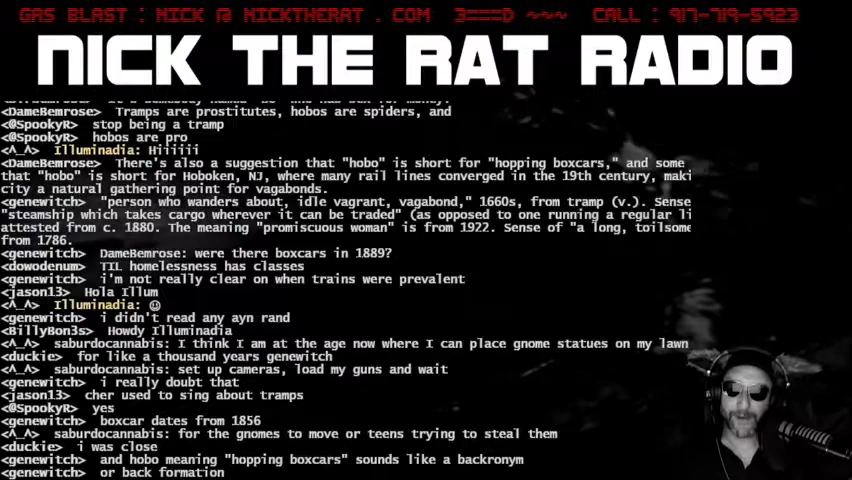 GAS BLAST : NICK @ NICKTHERAT . COM 3===D ~~~ CALL : 917-719-5923
NICK THE RAT RADIO
<DameBemrose> Tramps are prostitutes, hobos are spiders, and
<@SpookyR> stop being a tramp
<@SpookyR> hobos are pro
<^_^> Illuminadia: Hiiiiii
<DameBemrose> There's also a suggestion that "hobo" is short for "hopping boxcars," and some
that "hobo" is short for Hoboken, NJ, where many rail lines converged in the 19th century, maki
city a natural gathering point for vagabonds.
<genewitch> "person who wanders about, idle vagrant, vagabond," 1660s, from tramp (v.). Sense
"steamship which takes cargo wherever it can be traded" (as opposed to one running a regular li
attested from c. 1880. The meaning "promiscuous woman" is from 1922. Sense of "a long, toilsome
from 1786.
<genewitch> DameBemrose: were there boxcars in 1889?
<dowodenum> TIL homelessness has classes
<genewitch> i'm not really clear on when trains were prevalent
<jason13> Hola Illum
<^_^> Illuminadia: ☺
<genewitch> i didn't read any ayn rand
<BillyBon3s> Howdy Illuminadia
<^_^> saburdocannabis: I think I am at the age now where I can place gnome statues on my lawn
<duckie> for like a thousand years genewitch
<^_^> saburdocannabis: set up cameras, load my guns and wait
<genewitch> i really doubt that
<jason13> cher used to sing about tramps
<@SpookyR> yes
<genewitch> boxcar dates from 1856
<^_^> saburdocannabis: for the gnomes to move or teens trying to steal them
<duckie> i was close
<genewitch> and hobo meaning "hopping boxcars" sounds like a backronym
<genewitch> or back formation